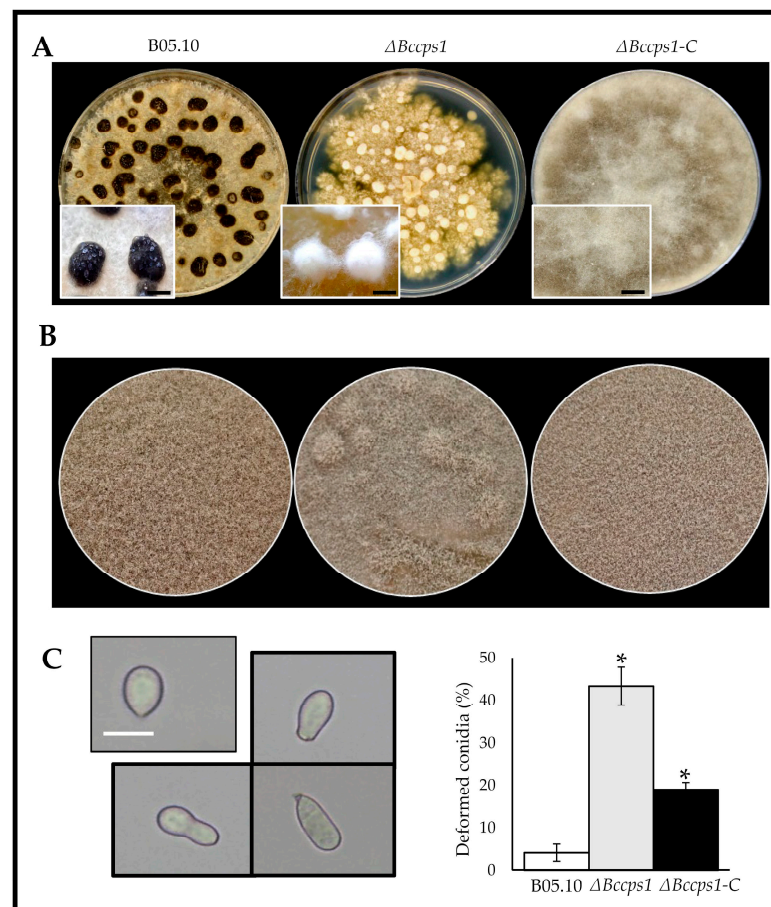 A
B05.10 ΔBccps1 ΔBccps1-C
B
C
Deformed conidia (%)
50
40
30
20
10
0
*
*
B05.10 ΔBccps1 ΔBccps1-C